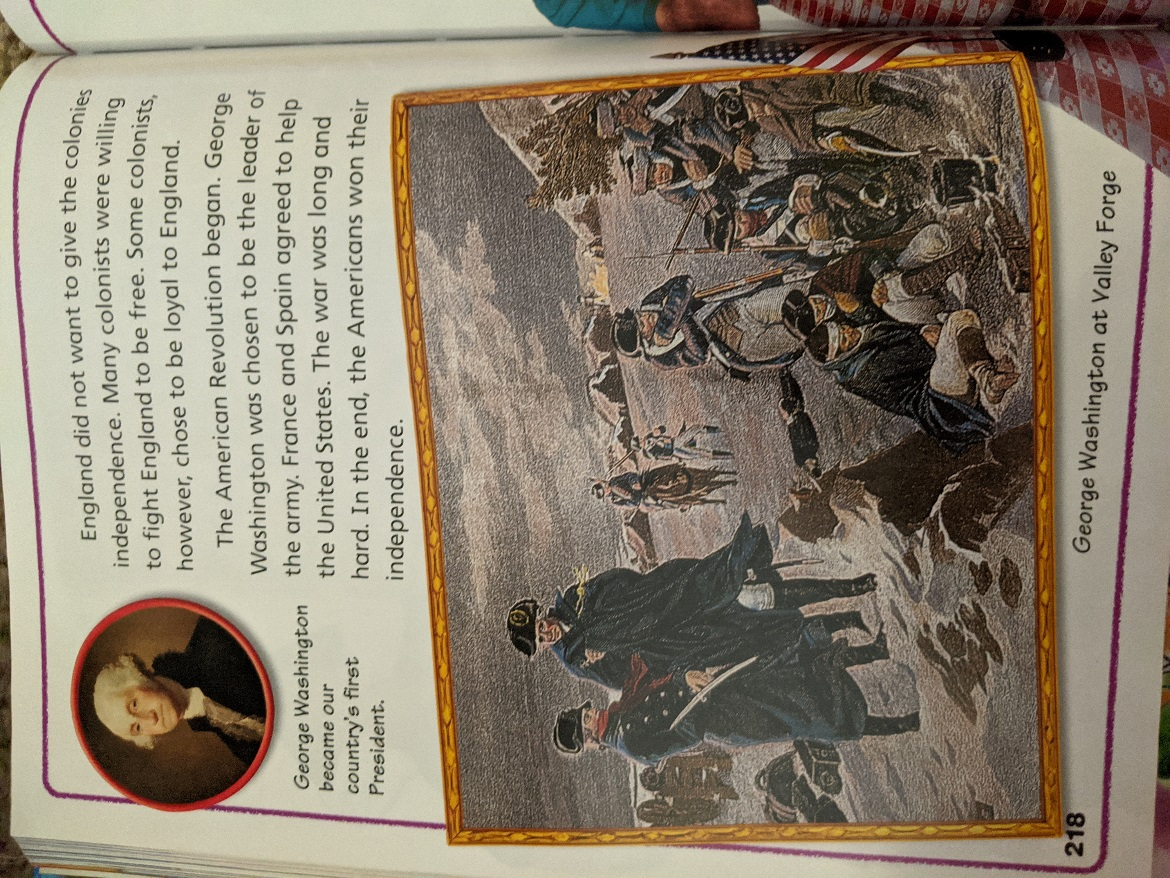 England did not want to give the colonies
independence. Many colonists were willing
to fight England to be free. Some colonists,
however, chose to be loyal to England.
The American Revolution began. George
Washington was chosen to be the leader of
the army. France and Spain agreed to help
the United States. The war was long and
hard. In the end, the Americans won their
independence.
George Washington
became our
country's first
President.
George Washington at Valley Forge
218